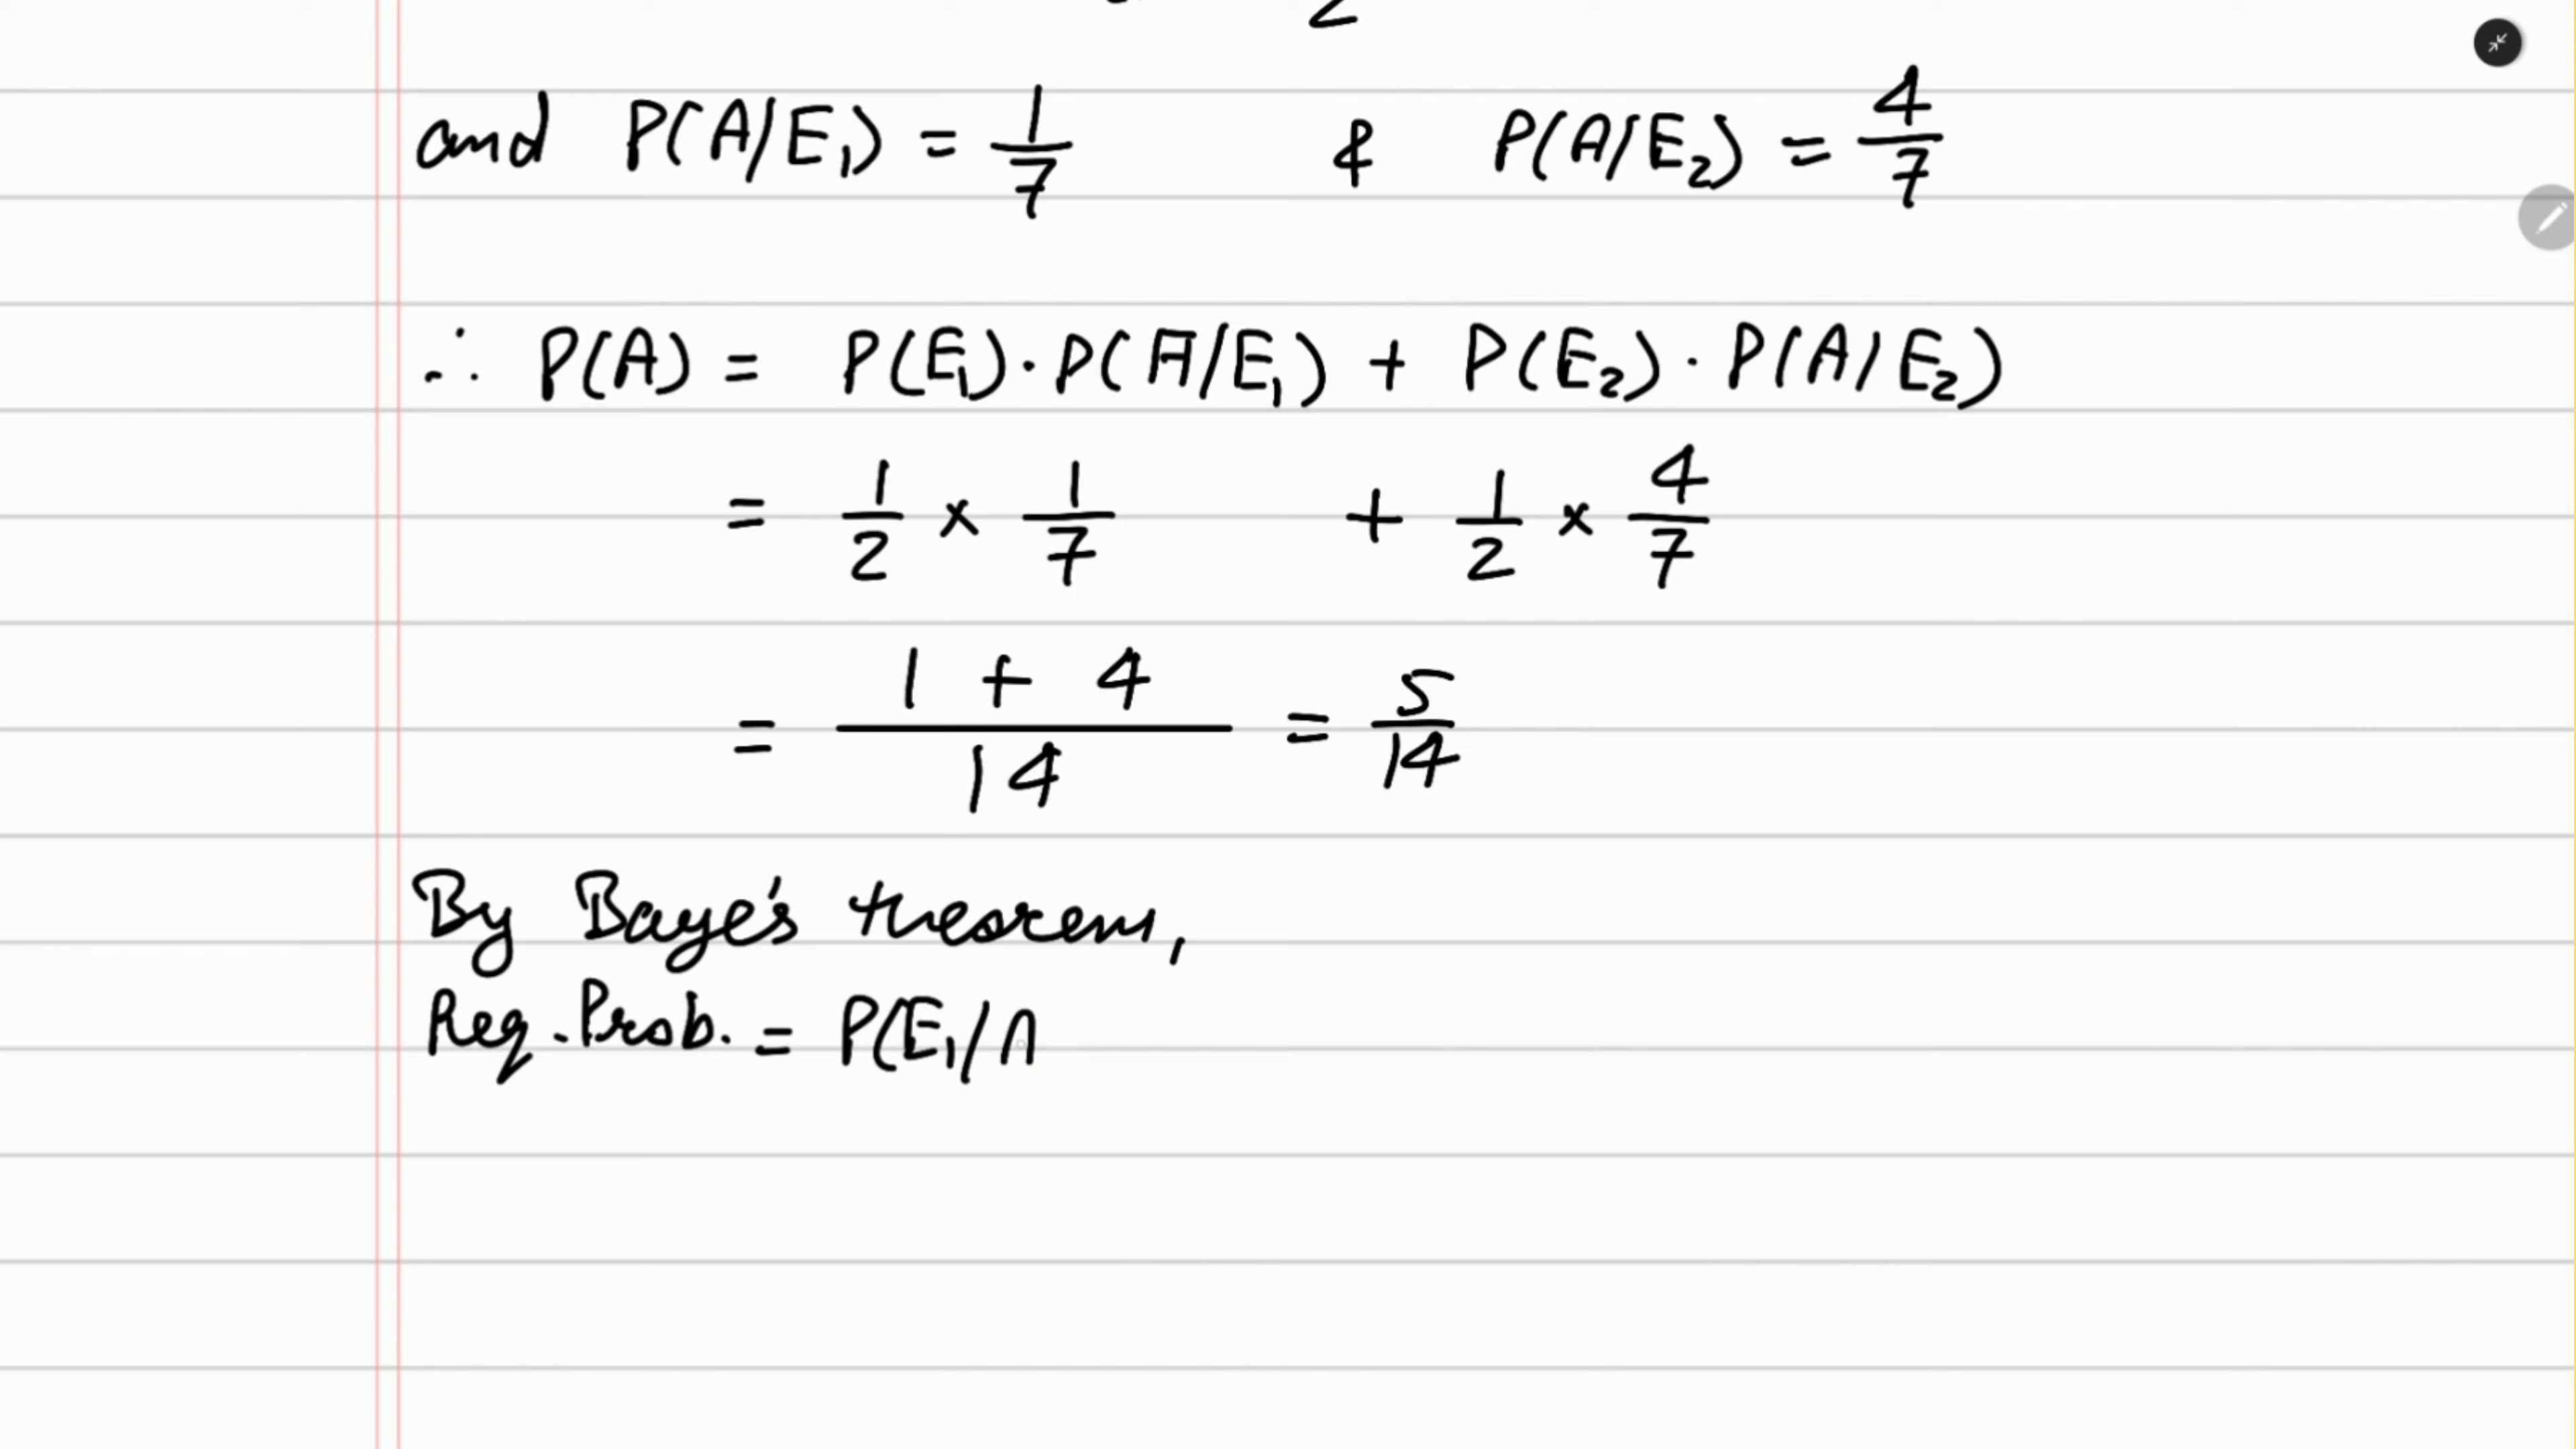 2
and P(A/E₁) = 1/7 & P(A/E₂) = 4/7
∴ P(A) = P(E₁) · P(A/E₁) + P(E₂) · P(A/E₂)
= 1/2 × 1/7 + 1/2 × 4/7
= (1 + 4)/14 = 5/14
By Baye's theorem,
Req. Prob. = P(E₁/A